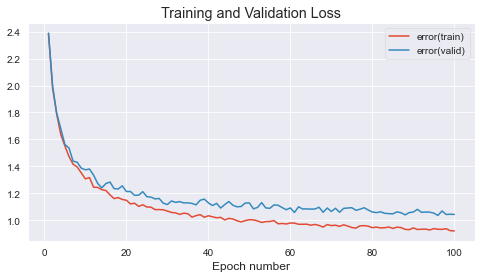 Training and Validation Loss
error(train)
error(valid)
2.4
2.2
2.0
1.8
1.6
1.4
1.2
1.0
0 20 40 60 80 100
Epoch number